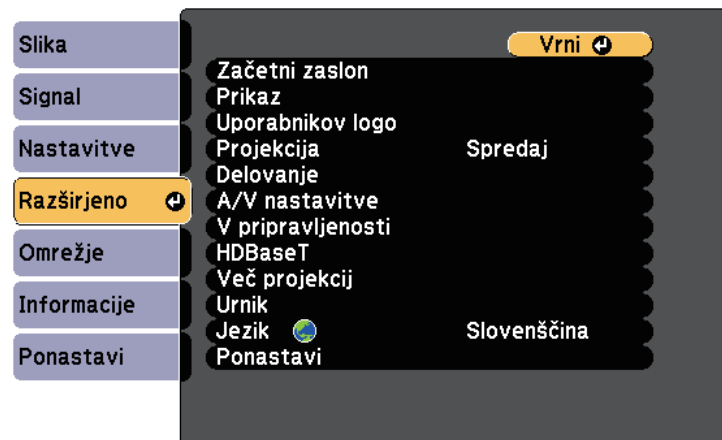 Slika
Signal
Nastavitve
Razširjeno
Omrežje
Informacije
Ponastavi
Vrni
Začetni zaslon
Prikaz
Uporabnikov logo
Projekcija Spredaj
Delovanje
A/V nastavitve
V pripravljenosti
HDBaseT
Več projekcij
Urnik
Jezik Slovenščina
Ponastavi